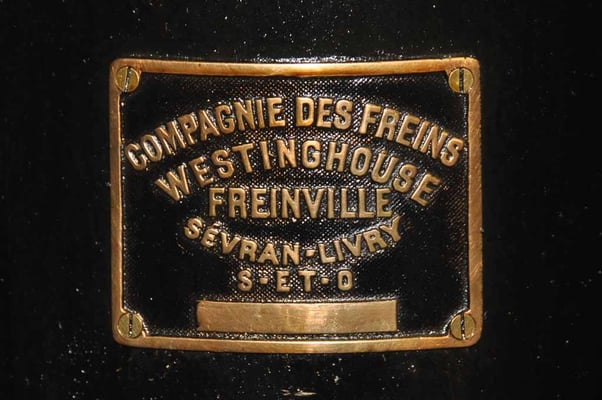 COMPAGNIE DES FREINS
WESTINGHOUSE
FREINVILLE
SÉVRAN-LIVRY
S-ET-O